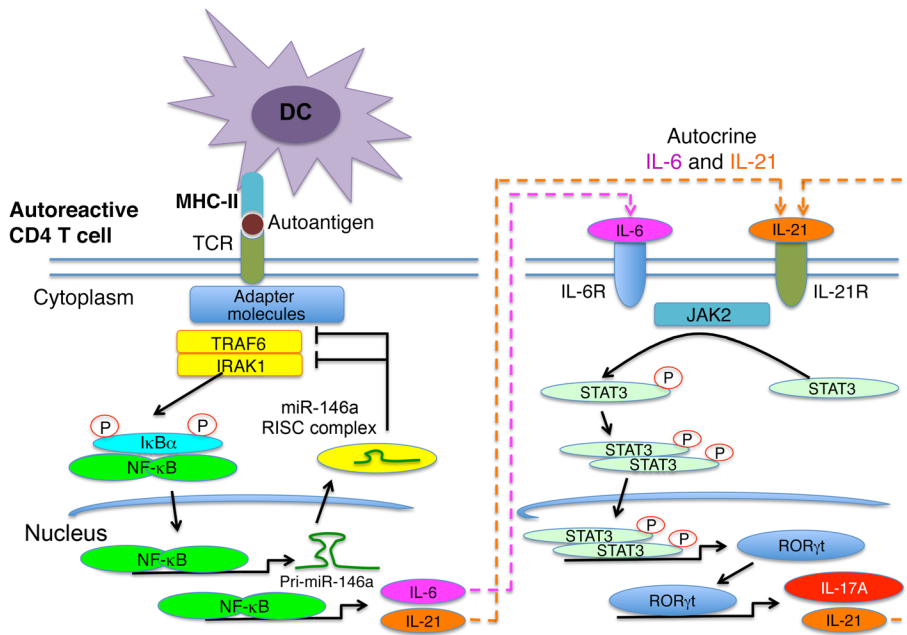 DC
MHC-II
Autoreactive
CD4 T cell
Autoantigen
TCR
Cytoplasm
Adapter
molecules
TRAF6
IRAK1
miR-146a
RISC complex
P
P
IκBα
NF-κB
Nucleus
NF-κB
Pri-miR-146a
NF-κB
IL-6
IL-21
Autocrine
IL-6 and IL-21
IL-6
IL-21
IL-6R
IL-21R
JAK2
P
STAT3
STAT3
P
STAT3
P
STAT3
P
STAT3
P
STAT3
RORγt
RORγt
IL-17A
IL-21